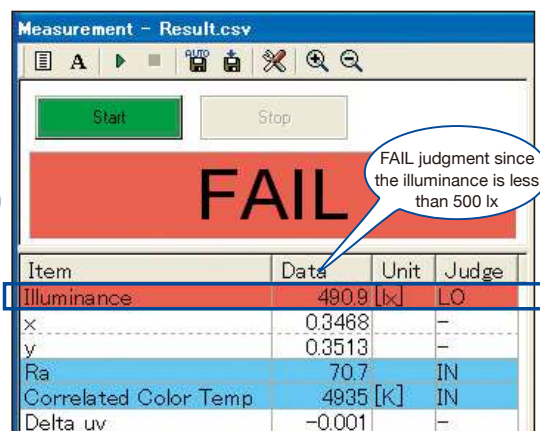 Measurement - Result.csv
A AUTO
Start Stop
FAIL
FAIL judgment since
the illuminance is less
than 500 lx
Item Data Unit Judge
Illuminance 490.9 [lx] LO
x 0.3468 -
y 0.3513 -
Ra 70.7 IN
Correlated Color Temp 4935 [K] IN
Delta uv -0.001 -